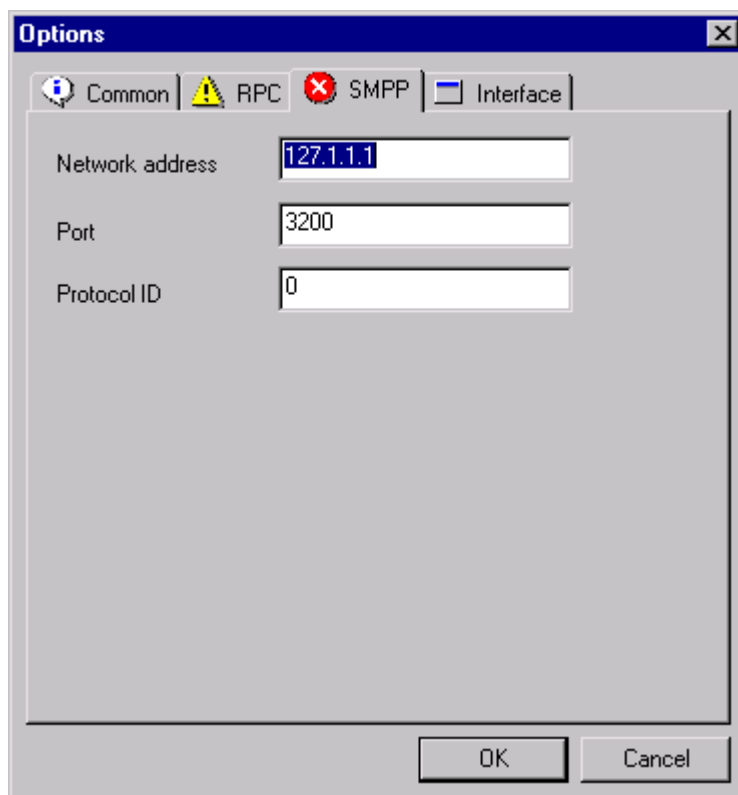 Options
Common RPC SMPP Interface
Network address 127.1.1.1
Port 3200
Protocol ID 0
OK Cancel